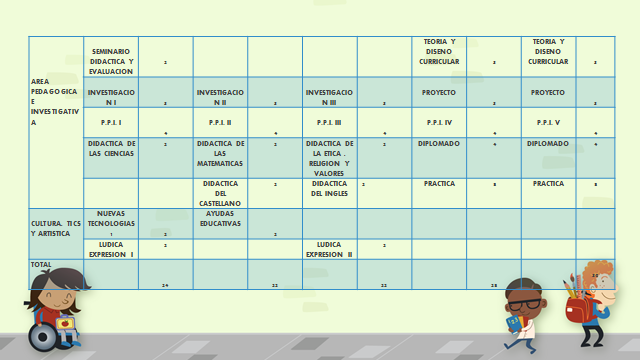 SEMINARIO
DIDACTICA Y
EVALUACION
2
TEORIA Y
DISENO
CURRICULAR
2
TEORIA Y
DISENO
CURRICULAR
2
AREA
PEDAGOGICA
E
INVESTIGATIV
A
INVESTIGACIO
N I
2
INVESTIGACIO
N II
2
INVESTIGACIO
N III
2
PROYECTO
2
PROYECTO
2
P.P.I. I
4
P.P.I. II
4
P.P.I. III
4
P.P.I. IV
4
P.P.I. V
4
DIDACTICA DE
LAS CIENCIAS
2
DIDACTICA DE
LAS
MATEMATICAS
2
DIDACTICA DE
LA ETICA .
RELIGION Y
VALORES
2
DIPLOMADO
4
DIPLOMADO
4
DIDACTICA
DEL
CASTELLANO
2
DIDACTICA
DEL INGLES
2
PRACTICA
8
PRACTICA
8
CULTURA. TICS
Y ARTISTICA
NUEVAS
TECNOLOGIAS
1
2
AYUDAS
EDUCATIVAS
2
LUDICA
EXPRESION I
2
LUDICA
EXPRESION II
2
TOTAL
24
22
22
28